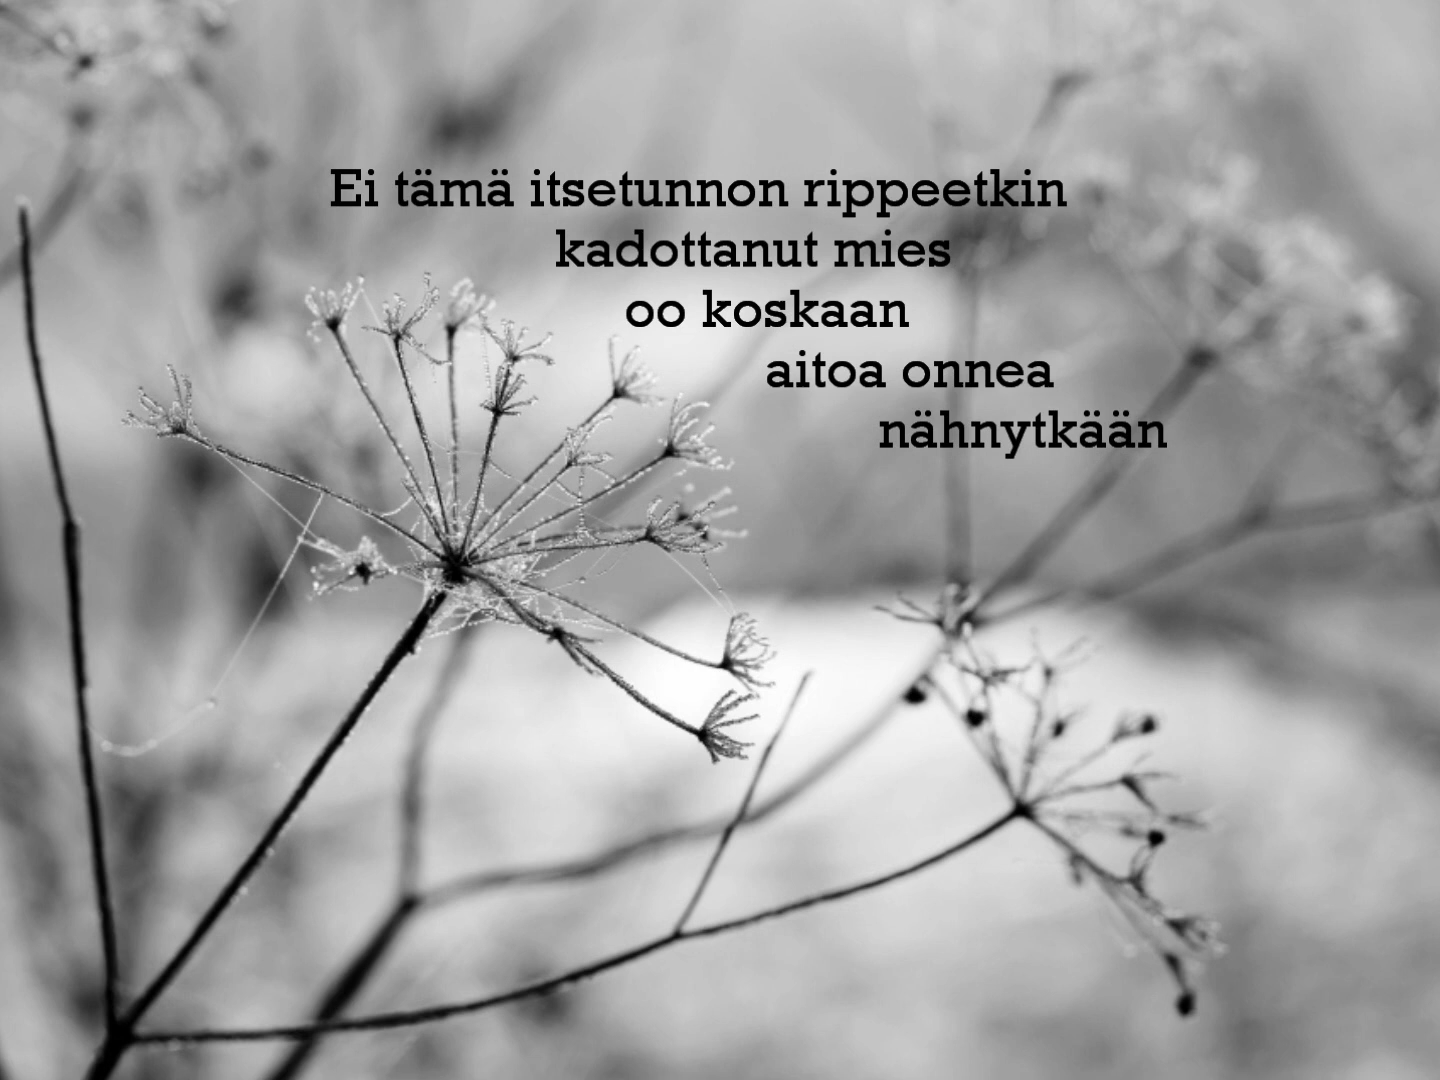 Ei tämä itsetunnon rippeetkin
kadottanut mies
oo koskaan
aitoa onnea
nähnytkään